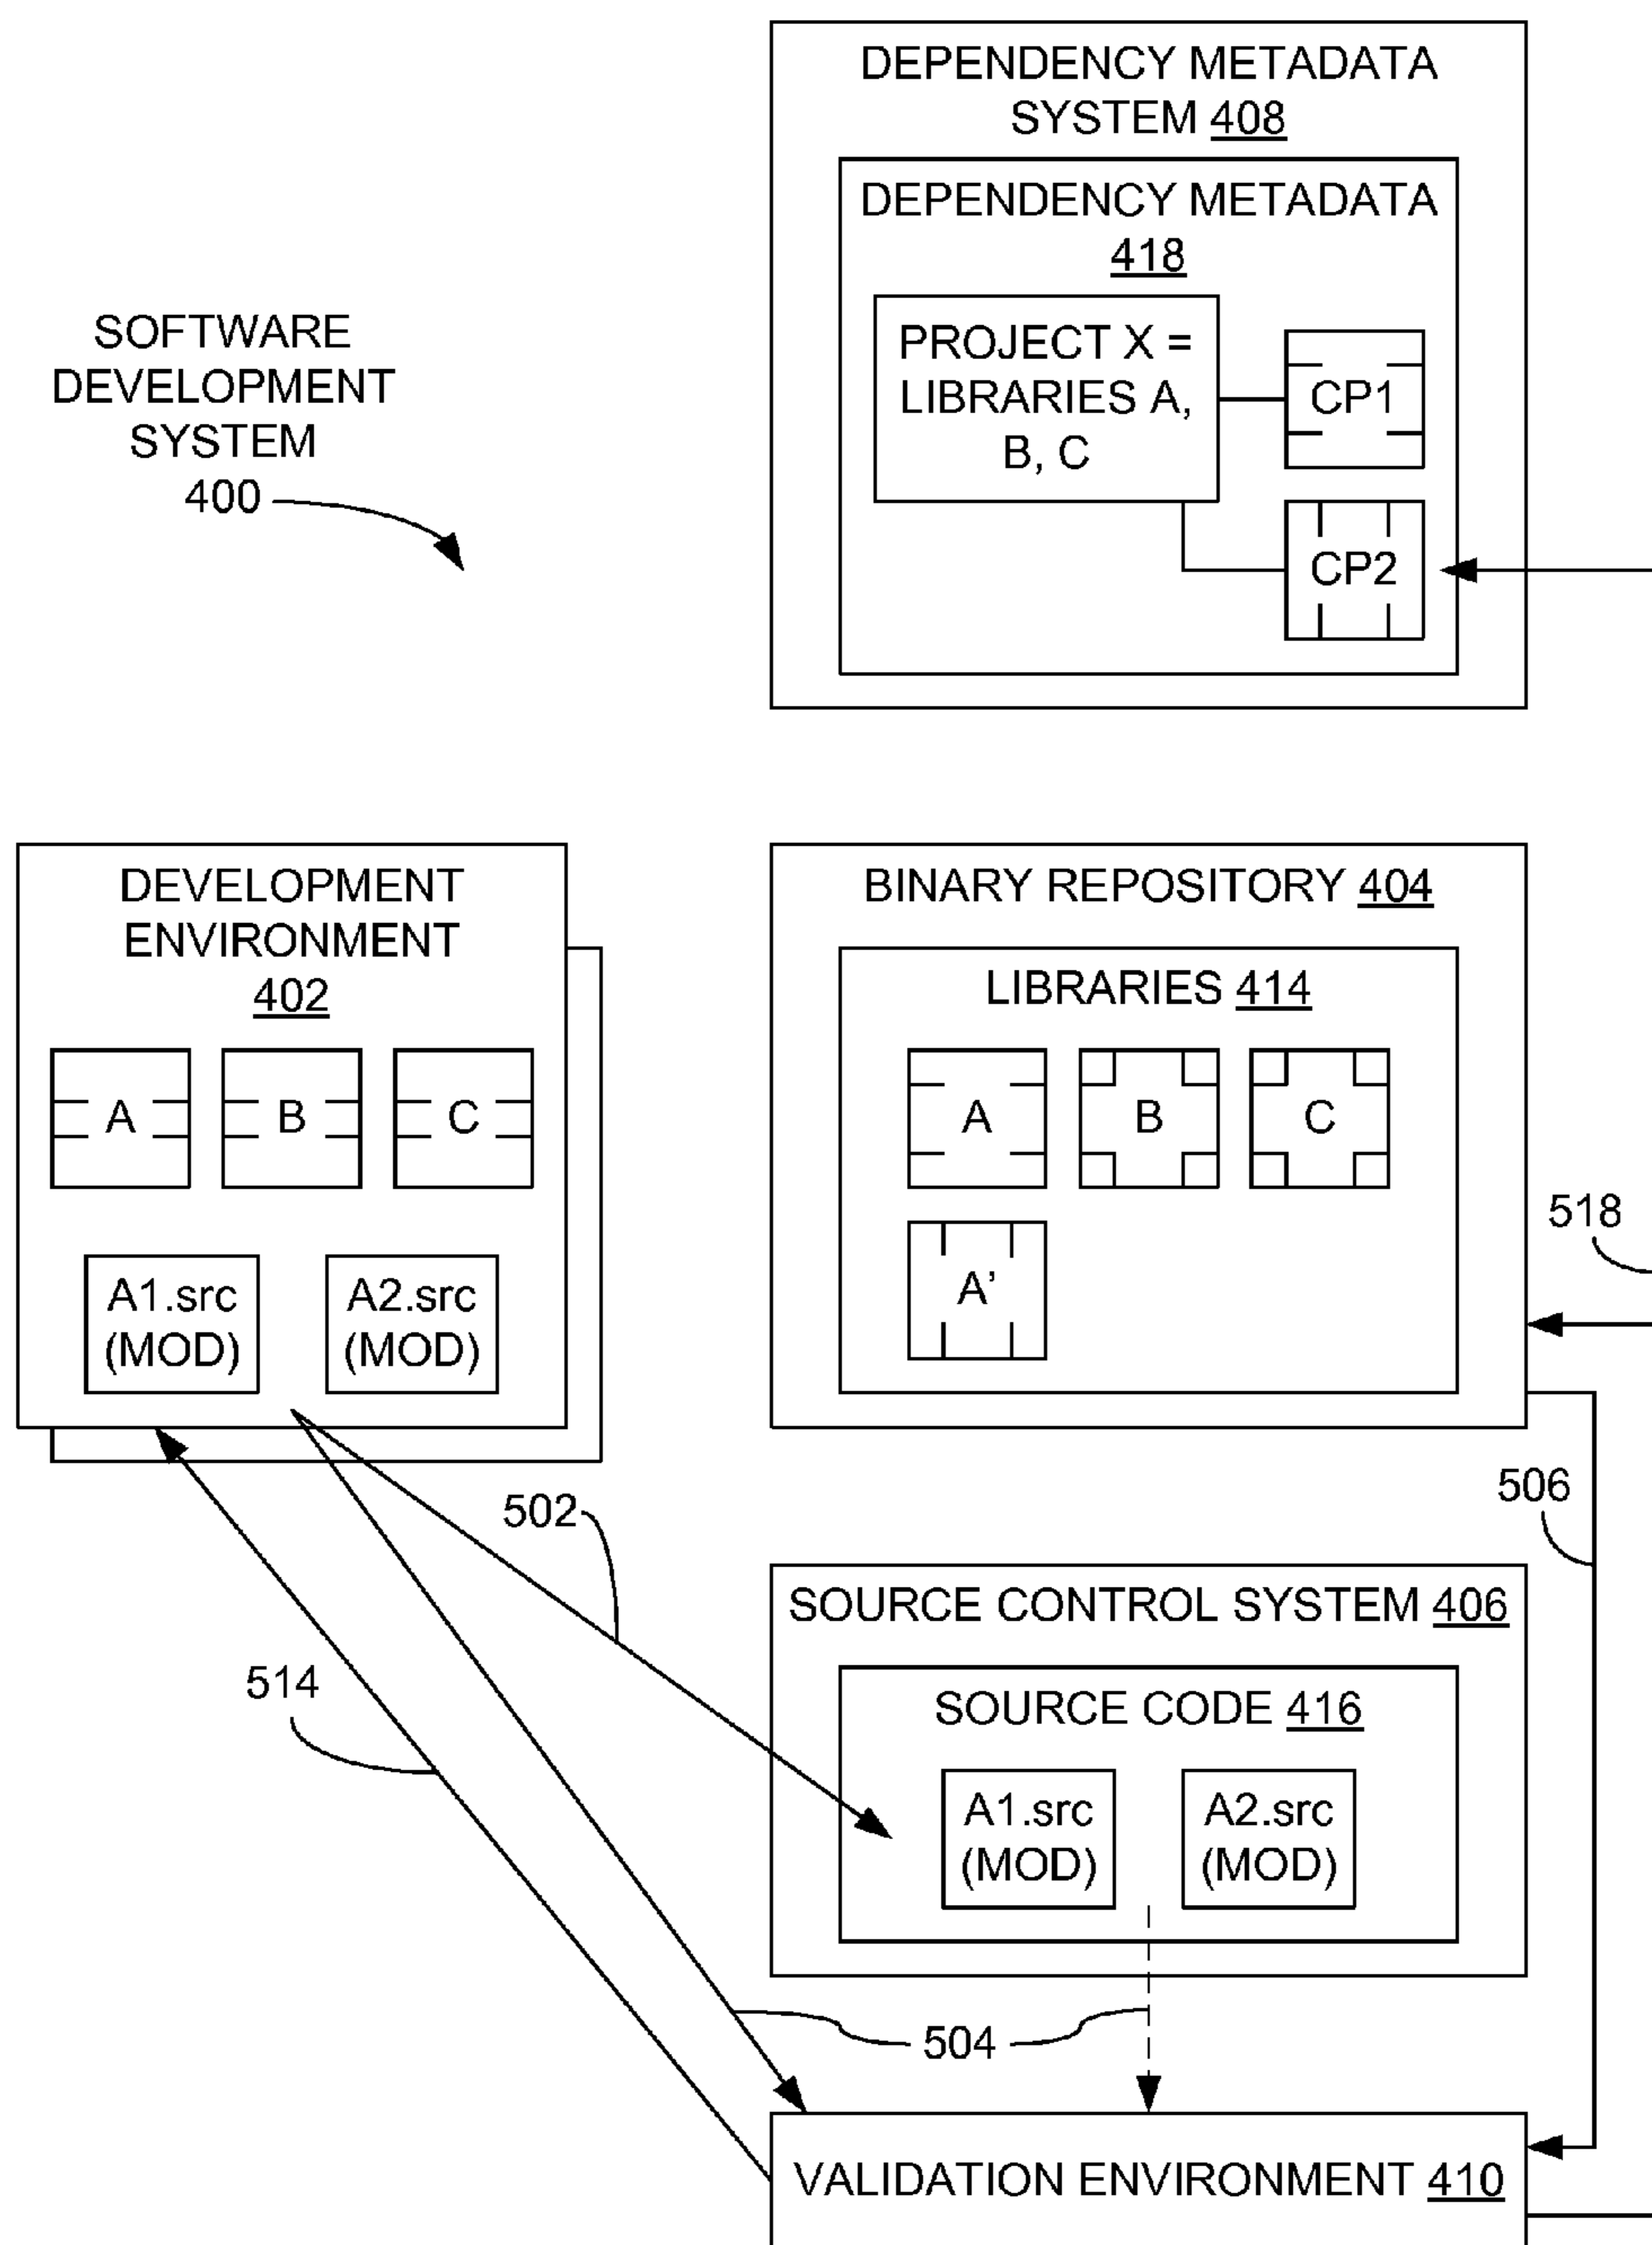 DEPENDENCY METADATA
SYSTEM 408
DEPENDENCY METADATA
418
PROJECT X =
LIBRARIES A,
B, C
CP1
CP2
SOFTWARE
DEVELOPMENT
SYSTEM
400
DEVELOPMENT
ENVIRONMENT
402
A B C
A1.src
(MOD)
A2.src
(MOD)
BINARY REPOSITORY 404
LIBRARIES 414
A B C
A’
518
506
502
514
SOURCE CONTROL SYSTEM 406
SOURCE CODE 416
A1.src
(MOD)
A2.src
(MOD)
504
VALIDATION ENVIRONMENT 410